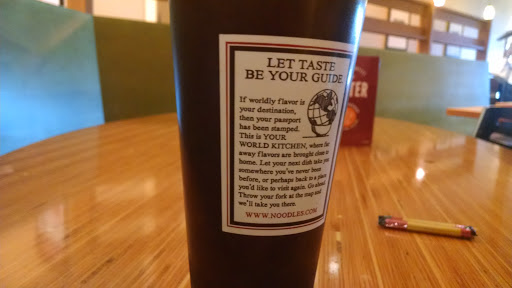 LET TASTE
BE YOUR GUIDE
If worldly flavor is
your destination,
then your passport
has been stamped.
This is YOUR
WORLD KITCHEN, where far
away flavors are brought close to
home. Let your next dish take you
somewhere you've never been
before, or perhaps back to a place
you'd like to visit again. Go ahead.
Throw your fork at the map and
we'll take you there.
WWW.NOODLES.COM